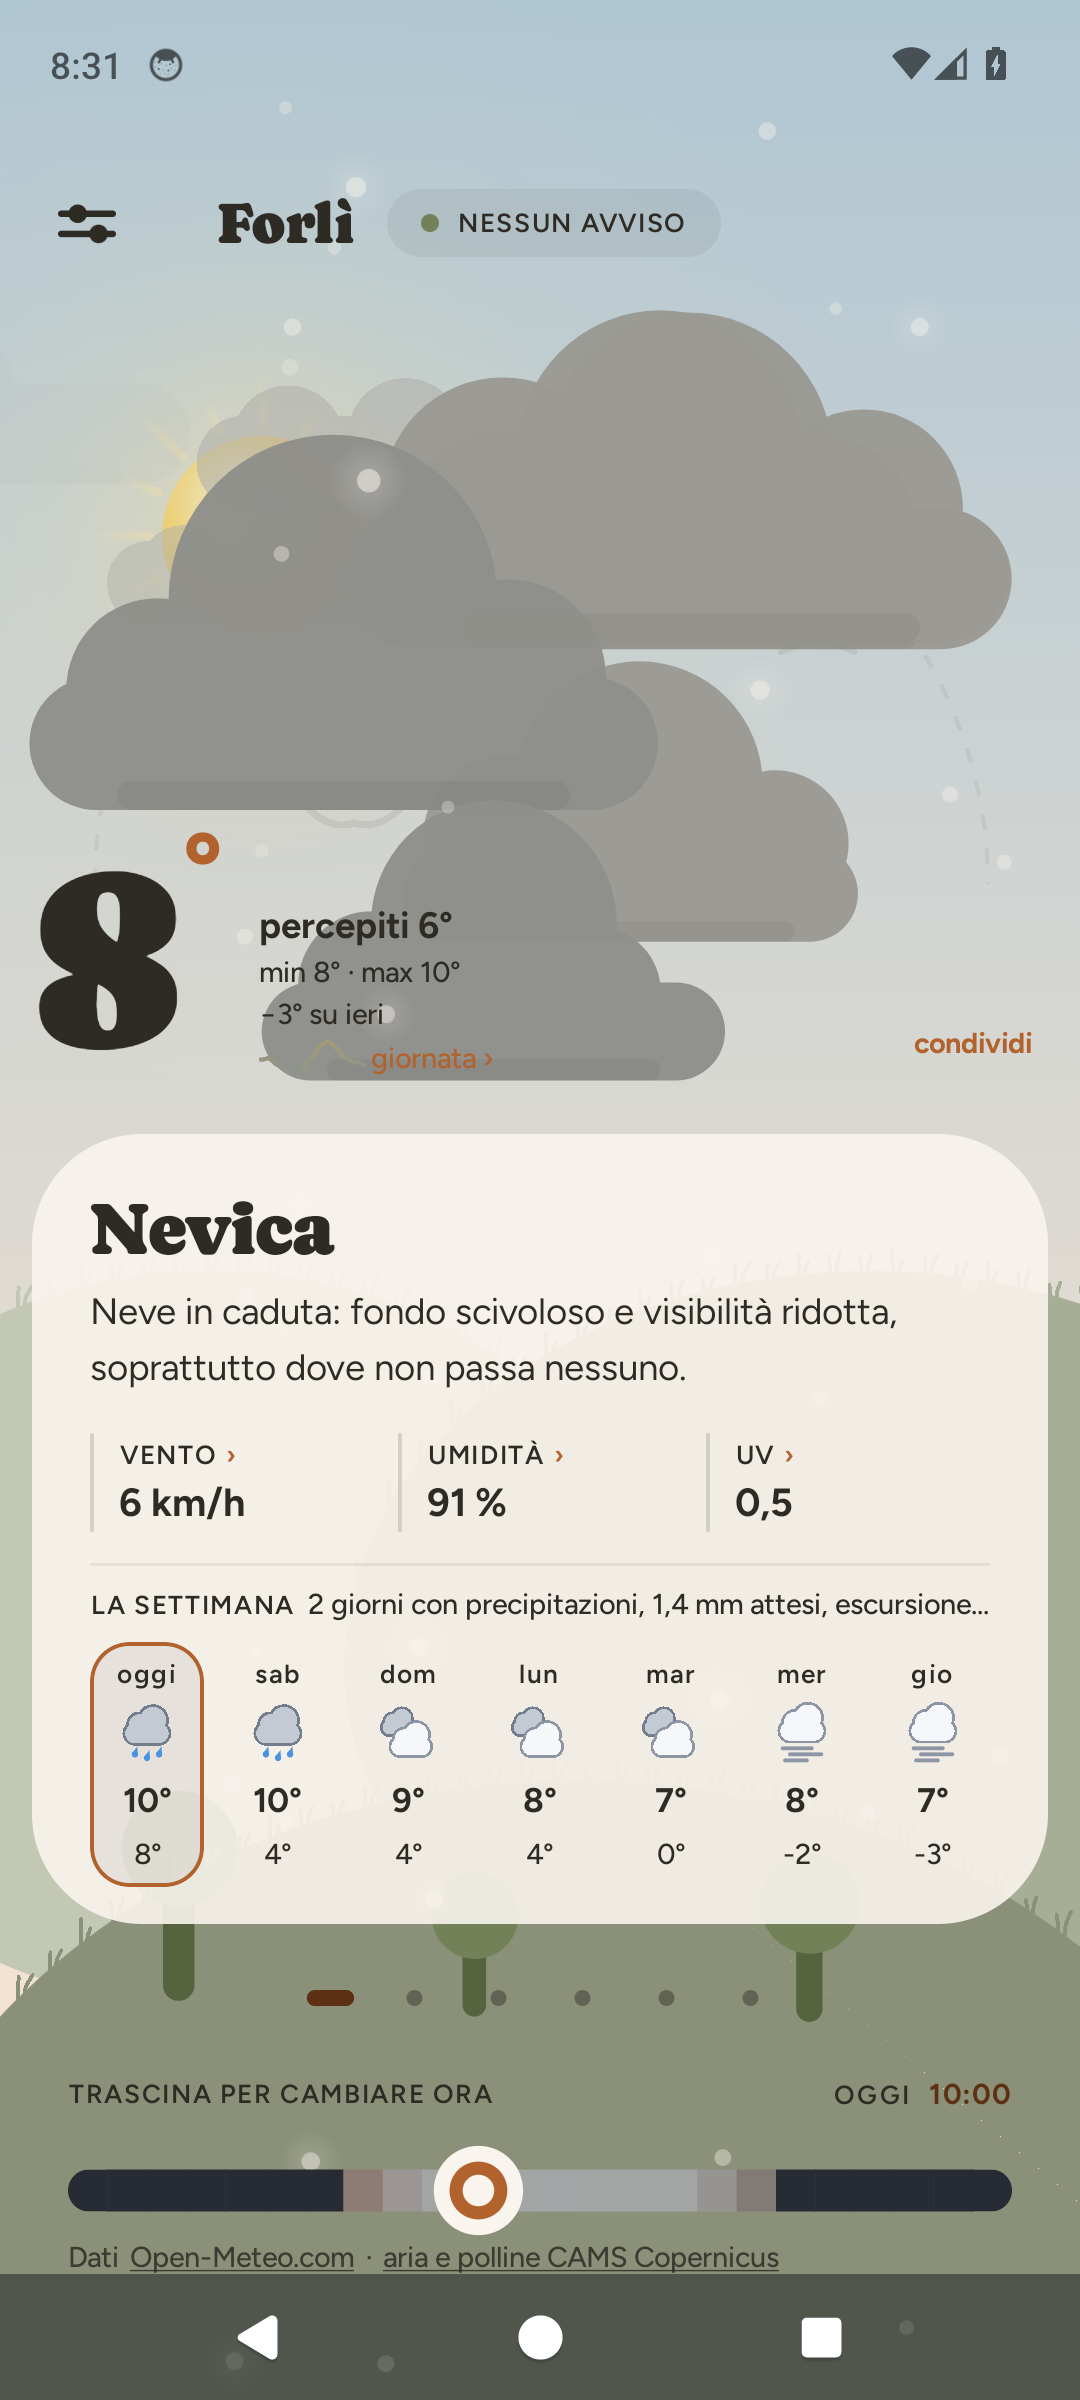 8:31
Forlì
NESSUN AVVISO
8°
percepiti 6°
min 8° · max 10°
−3° su ieri
giornata ›
condividi
Nevica
Neve in caduta: fondo scivoloso e visibilità ridotta,
soprattutto dove non passa nessuno.
VENTO › UMIDITÀ › UV ›
6 km/h 91 % 0,5
LA SETTIMANA 2 giorni con precipitazioni, 1,4 mm attesi, escursione...
oggi sab dom lun mar mer gio
10° 10° 9° 8° 7° 8° 7°
8° 4° 4° 4° 0° -2° -3°
TRASCINA PER CAMBIARE ORA OGGI 10:00
Dati Open-Meteo.com · aria e polline CAMS Copernicus